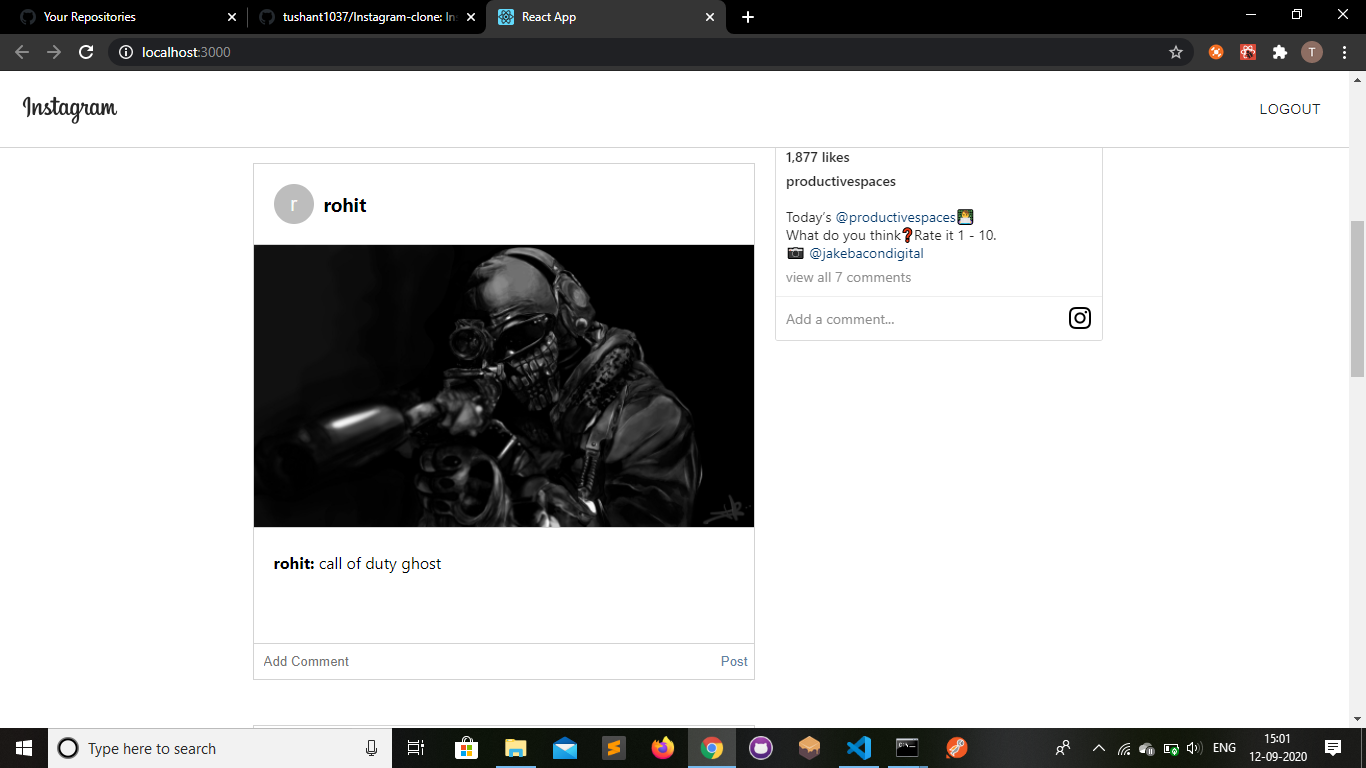 Your Repositories
tushant1037/Instagram-clone: Ins
React App
localhost:3000
T
Instagram
LOGOUT
r
rohit
rohit: call of duty ghost
Add Comment
Post
1,877 likes
productivespaces
Today’s @productivespaces
What do you think❓Rate it 1 - 10.
📷 @jakebacondigital
view all 7 comments
Add a comment...
Type here to search
ENG
15:01
12-09-2020